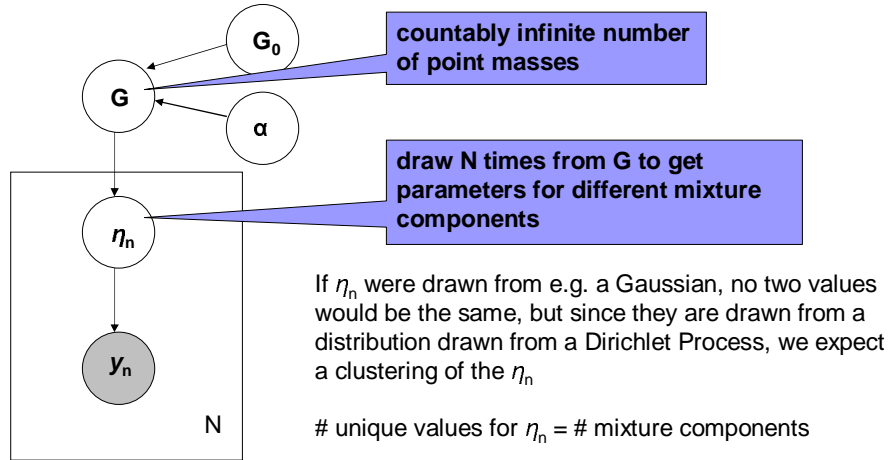 G₀
countably infinite number
of point masses
G
α
draw N times from G to get
parameters for different mixture
components
ηₙ
If ηₙ were drawn from e.g. a Gaussian, no two values
would be the same, but since they are drawn from a
distribution drawn from a Dirichlet Process, we expect
a clustering of the ηₙ
yₙ
N
# unique values for ηₙ = # mixture components